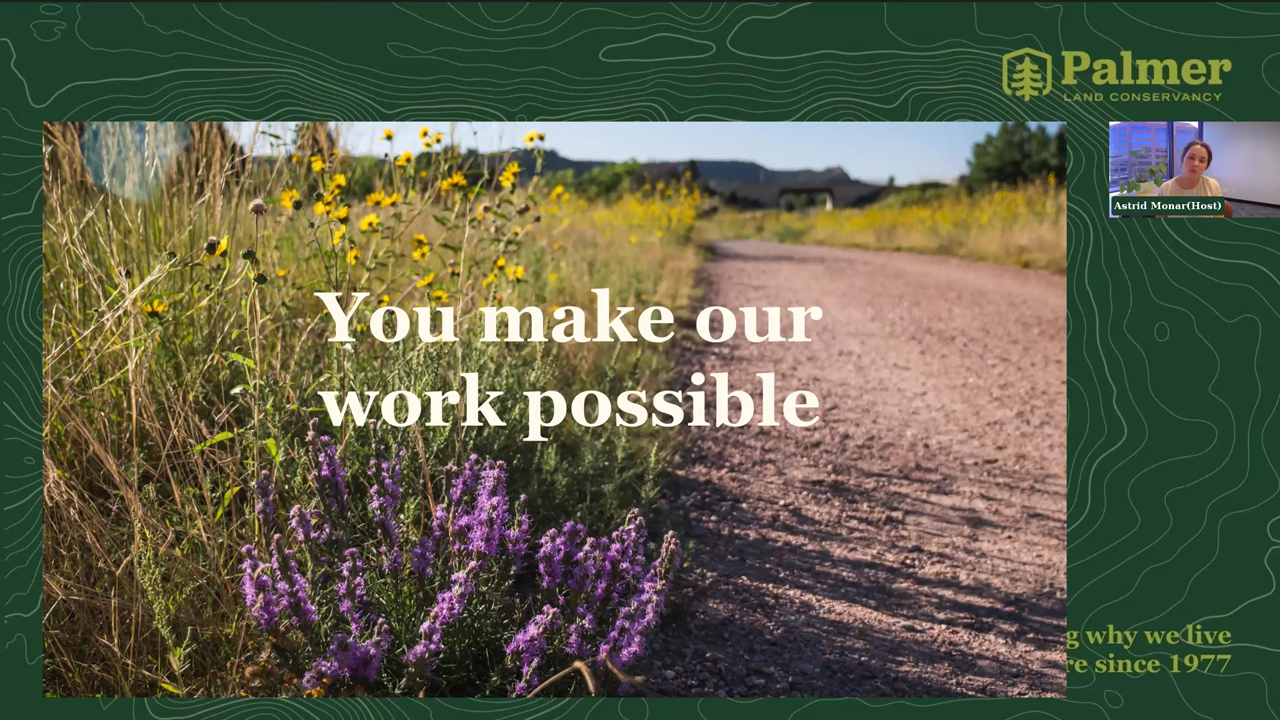 Palmer
LAND CONSERVANCY
Astrid Monar(Host)
You make our
work possible
g why we live
re since 1977